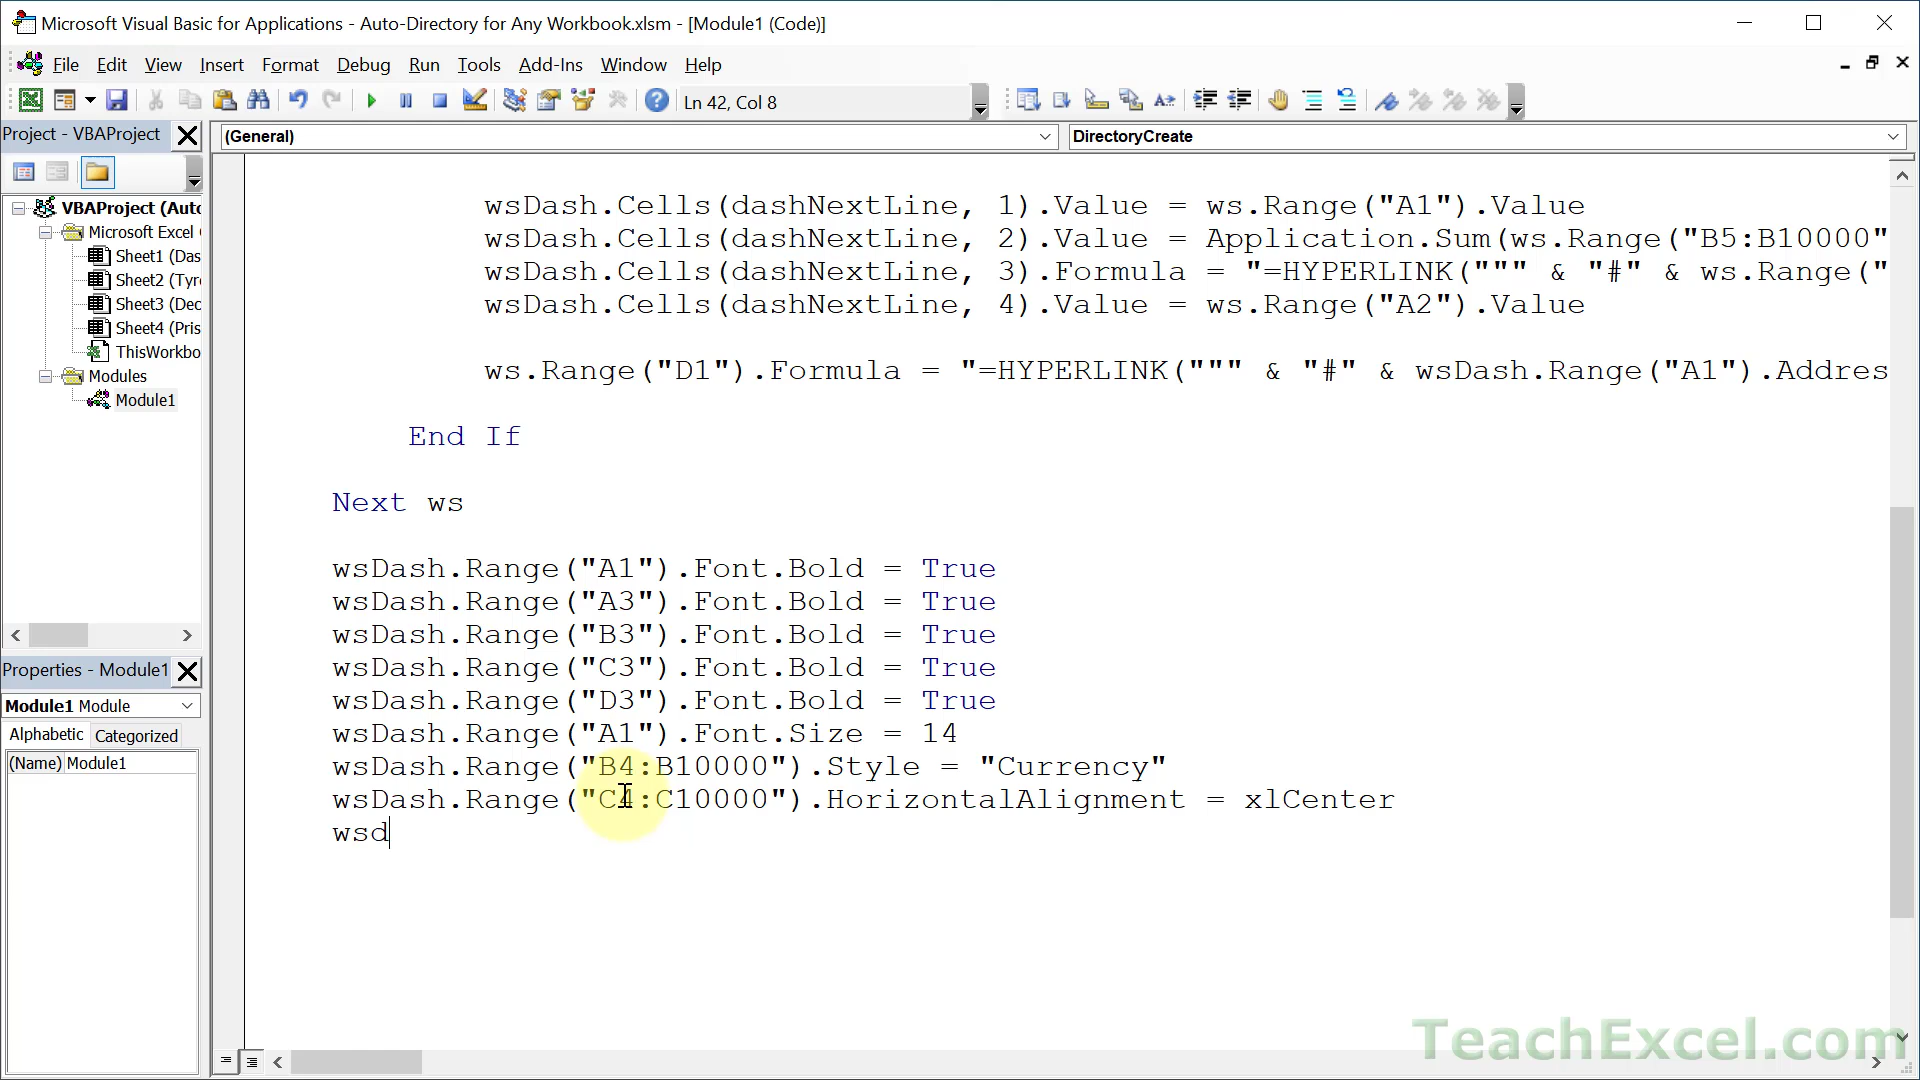 Microsoft Visual Basic for Applications - Auto-Directory for Any Workbook.xlsm - [Module1 (Code)]
File Edit View Insert Format Debug Run Tools Add-Ins Window Help
Ln 42, Col 8
Project - VBAProject
(General)
DirectoryCreate
VBAProject (Auto
Microsoft Excel
Sheet1 (Das
Sheet2 (Tyr
Sheet3 (Dec
Sheet4 (Pris
ThisWorkbo
Modules
Module1
Properties - Module1
Module1 Module
Alphabetic Categorized
(Name) Module1
wsDash.Cells(dashNextLine, 1).Value = ws.Range("A1").Value
wsDash.Cells(dashNextLine, 2).Value = Application.Sum(ws.Range("B5:B10000"
wsDash.Cells(dashNextLine, 3).Formula = "=HYPERLINK(""" & "#" & ws.Range("
wsDash.Cells(dashNextLine, 4).Value = ws.Range("A2").Value
ws.Range("D1").Formula = "=HYPERLINK(""" & "#" & wsDash.Range("A1").Addres
End If
Next ws
wsDash.Range("A1").Font.Bold = True
wsDash.Range("A3").Font.Bold = True
wsDash.Range("B3").Font.Bold = True
wsDash.Range("C3").Font.Bold = True
wsDash.Range("D3").Font.Bold = True
wsDash.Range("A1").Font.Size = 14
wsDash.Range("B4:B10000").Style = "Currency"
wsDash.Range("C4:C10000").HorizontalAlignment = xlCenter
wsd
TeachExcel.com